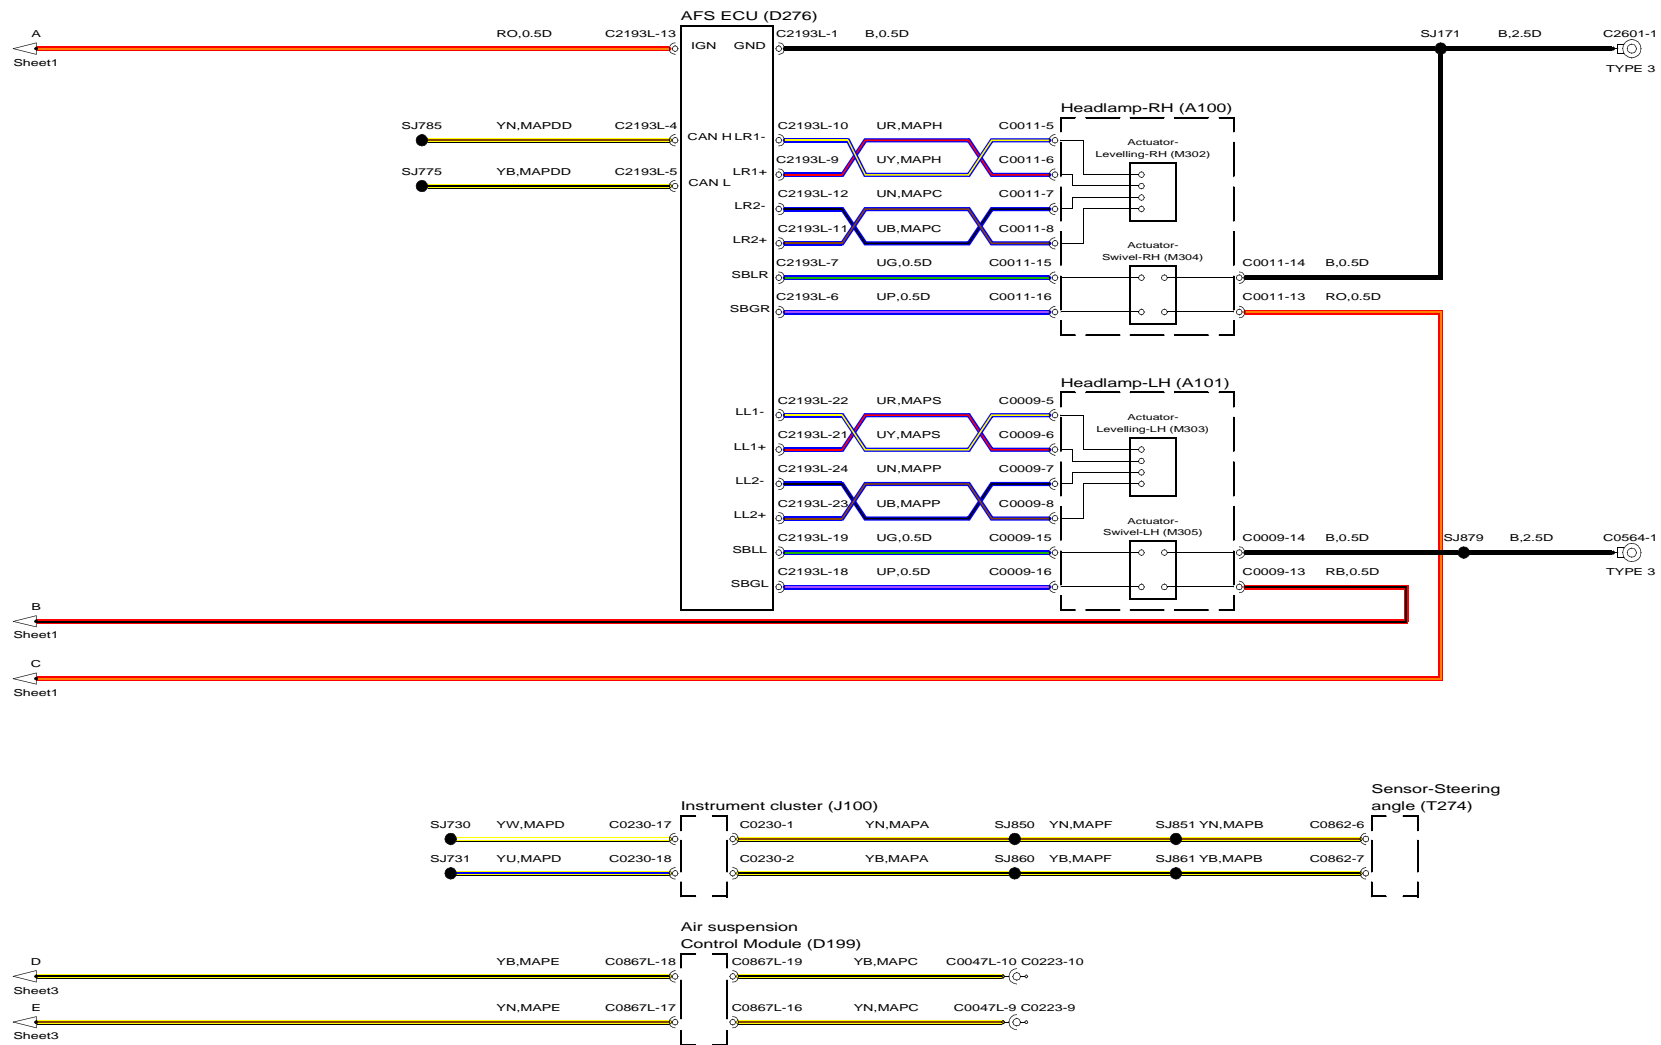 AFS ECU (D276)
A
RO,0.5D
C2193L-13
IGN
GND
C2193L-1
B,0.5D
SJ171
B,2.5D
C2601-1
Sheet1
TYPE 3
Headlamp-RH (A100)
SJ785
YN,MAPDD
C2193L-4
CAN H
LR1-
C2193L-10
UR,MAPH
C0011-5
Actuator-
Levelling-RH (M302)
SJ775
YB,MAPDD
C2193L-5
CAN L
LR1+
C2193L-9
UY,MAPH
C0011-6
LR2-
C2193L-12
UN,MAPC
C0011-7
LR2+
C2193L-11
UB,MAPC
C0011-8
Actuator-
Swivel-RH (M304)
SBLR
C2193L-7
UG,0.5D
C0011-15
C0011-14
B,0.5D
SBGR
C2193L-6
UP,0.5D
C0011-16
C0011-13
RO,0.5D
Headlamp-LH (A101)
LL1-
C2193L-22
UR,MAPS
C0009-5
Actuator-
Levelling-LH (M303)
LL1+
C2193L-21
UY,MAPS
C0009-6
LL2-
C2193L-24
UN,MAPP
C0009-7
LL2+
C2193L-23
UB,MAPP
C0009-8
Actuator-
Swivel-LH (M305)
SBLL
C2193L-19
UG,0.5D
C0009-15
C0009-14
B,0.5D
SJ879
B,2.5D
C0564-1
TYPE 3
SBGL
C2193L-18
UP,0.5D
C0009-16
C0009-13
RB,0.5D
B
Sheet1
C
Sheet1
Sensor-Steering
angle (T274)
Instrument cluster (J100)
SJ730
YW,MAPD
C0230-17
C0230-1
YN,MAPA
SJ850
YN,MAPF
SJ851
YN,MAPB
C0862-6
SJ731
YU,MAPD
C0230-18
C0230-2
YB,MAPA
SJ860
YB,MAPF
SJ861
YB,MAPB
C0862-7
Air suspension
Control Module (D199)
D
YB,MAPE
C0867L-18
C0867L-19
YB,MAPC
C0047L-10
C0223-10
Sheet3
E
YN,MAPE
C0867L-17
C0867L-16
YN,MAPC
C0047L-9
C0223-9
Sheet3